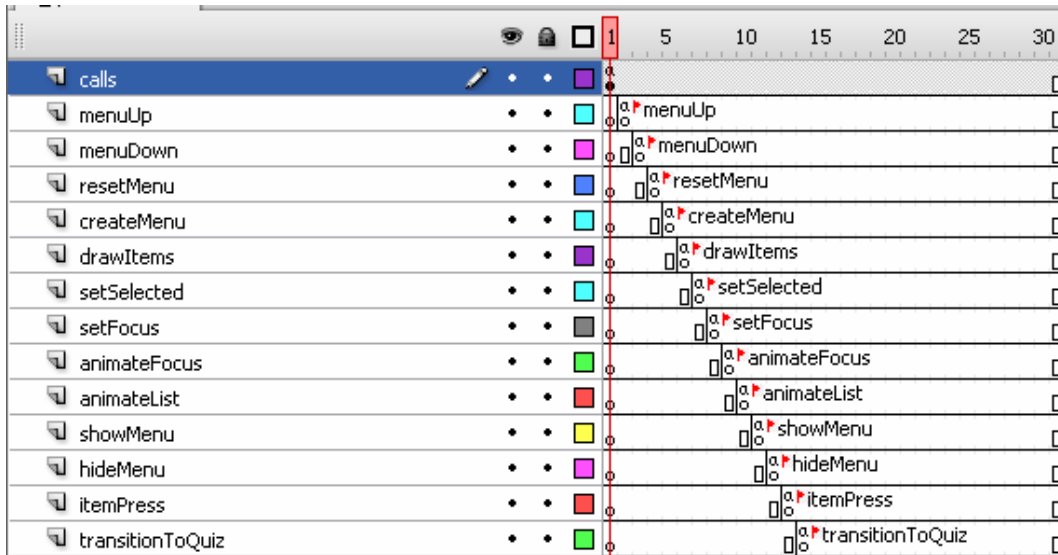 1 5 10 15 20 25 30
calls a
menuUp a menuUp
menuDown a menuDown
resetMenu a resetMenu
createMenu a createMenu
drawItems a drawItems
setSelected a setSelected
setFocus a setFocus
animateFocus a animateFocus
animateList a animateList
showMenu a showMenu
hideMenu a hideMenu
itemPress a itemPress
transitionToQuiz a transitionToQuiz